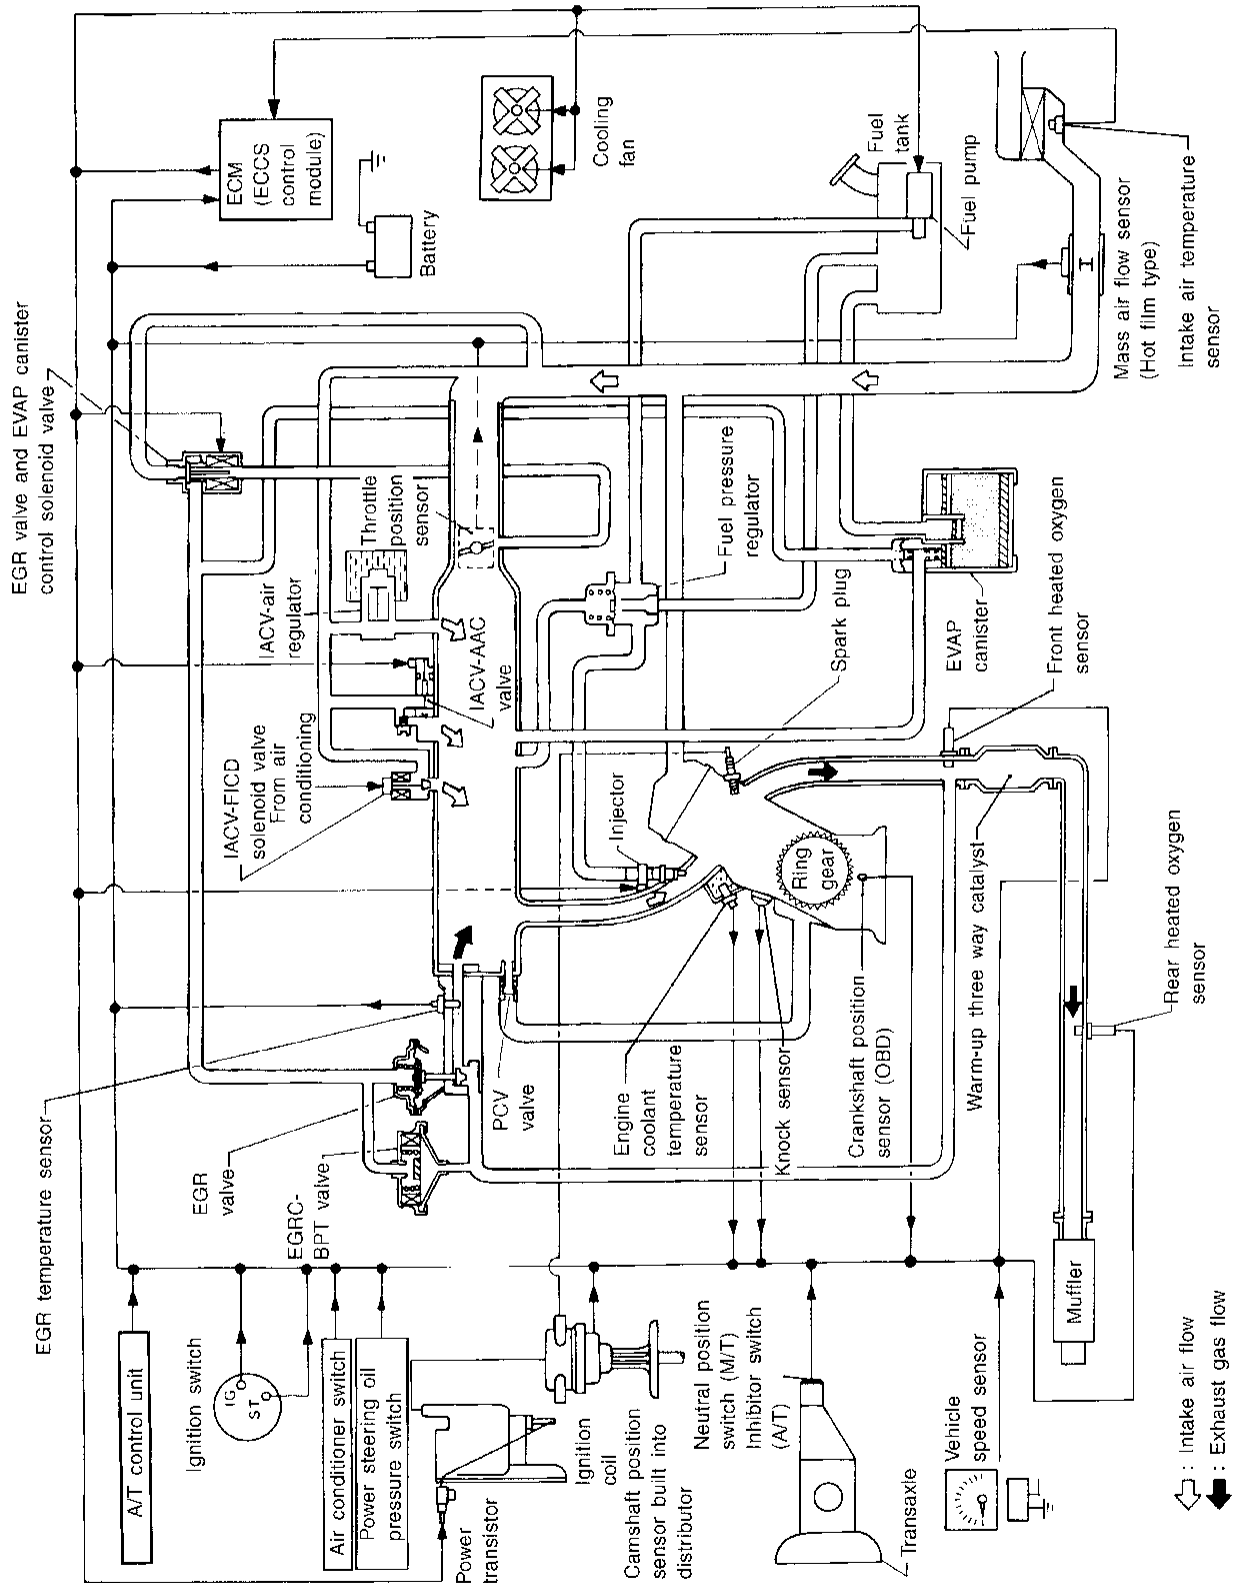 EGR valve and EVAP canister
control solenoid valve
ECM
(ECCS
control
module)
Battery
Cooling
fan
Fuel
tank
Fuel pump
Mass air flow sensor
(Hot film type)
Intake air temperature
sensor
Throttle
position
sensor
IACV-air
regulator
IACV-AAC
valve
IACV-FICD
solenoid valve
From air
conditioning
Fuel pressure
regulator
Spark plug
EVAP
canister
Front heated oxygen
sensor
Injector
Ring
gear
Warm-up three way catalyst
Rear heated oxygen
sensor
EGR temperature sensor
EGR
valve
EGRC-
BPT valve
PCV
valve
Engine
coolant
temperature
sensor
Knock sensor
Crankshaft position
sensor (OBD)
A/T control unit
Ignition switch
IG
ST
Air conditioner switch
Power steering oil
pressure switch
Power
transistor
Ignition
coil
Camshaft position
sensor built into
distributor
Neutral position
switch (M/T)
Inhibitor switch
(A/T)
Transaxle
Vehicle
speed sensor
Muffler
: Intake air flow
: Exhaust gas flow